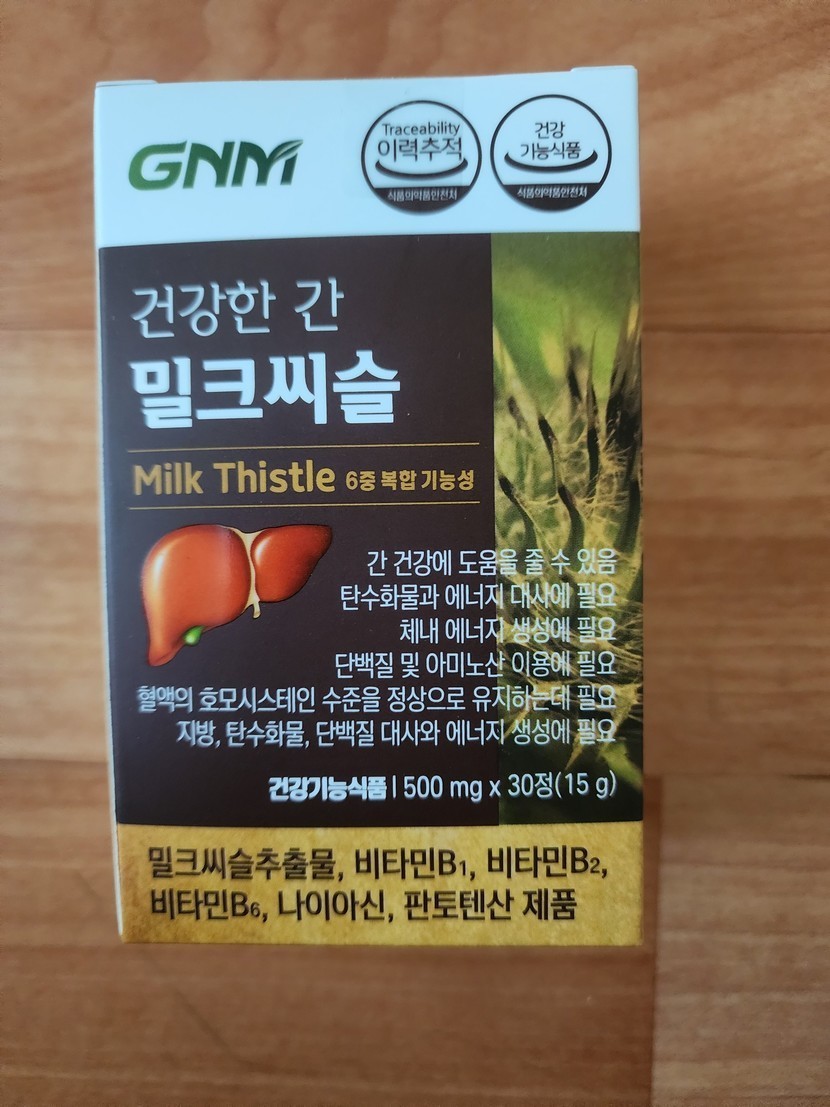 GNM
Traceability
이력추적
식품의약품안전처
건강
기능식품
식품의약품안전처
건강한 간
밀크씨슬
Milk Thistle 6중 복합 기능성
간 건강에 도움을 줄 수 있음
탄수화물과 에너지 대사에 필요
체내 에너지 생성에 필요
단백질 및 아미노산 이용에 필요
혈액의 호모시스테인 수준을 정상으로 유지하는데 필요
지방, 탄수화물, 단백질 대사와 에너지 생성에 필요
건강기능식품 | 500 mg x 30정(15 g)
밀크씨슬추출물, 비타민B1, 비타민B2,
비타민B6, 나이아신, 판토텐산 제품